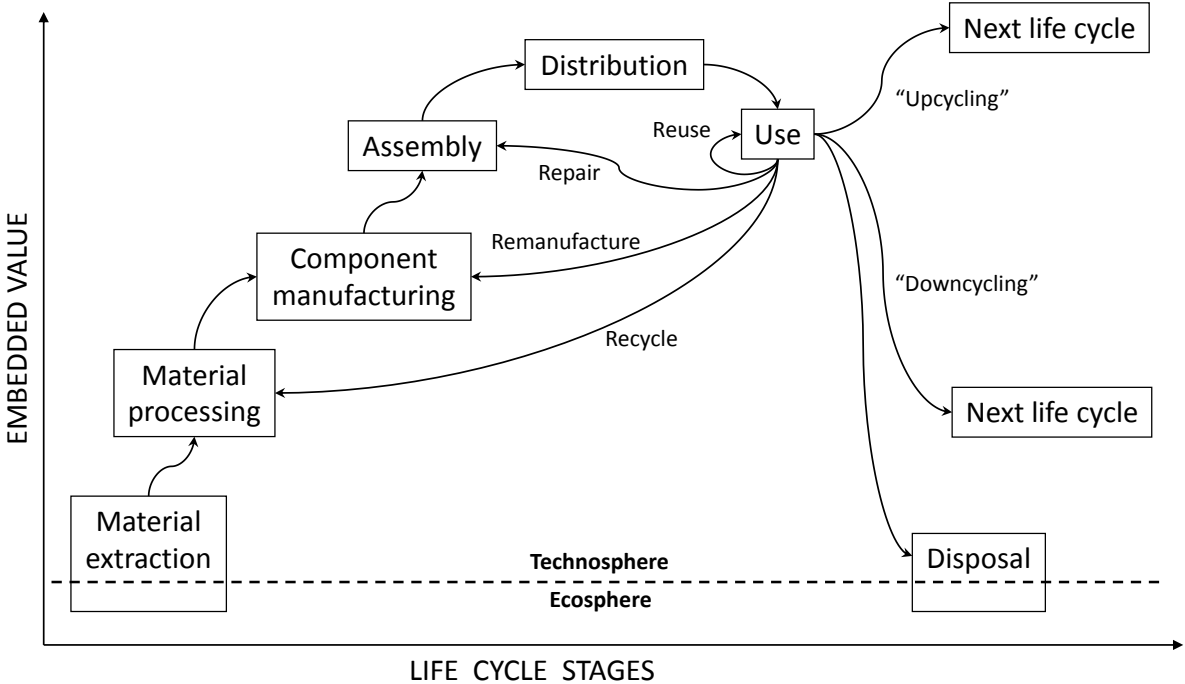 Next life cycle
Distribution
“Upcycling”
Reuse
Use
Assembly
Repair
Remanufacture
Component
manufacturing
“Downcycling”
Recycle
Material
processing
Next life cycle
Material
extraction
Technosphere
Disposal
Ecosphere
EMBEDDED VALUE
LIFE CYCLE STAGES